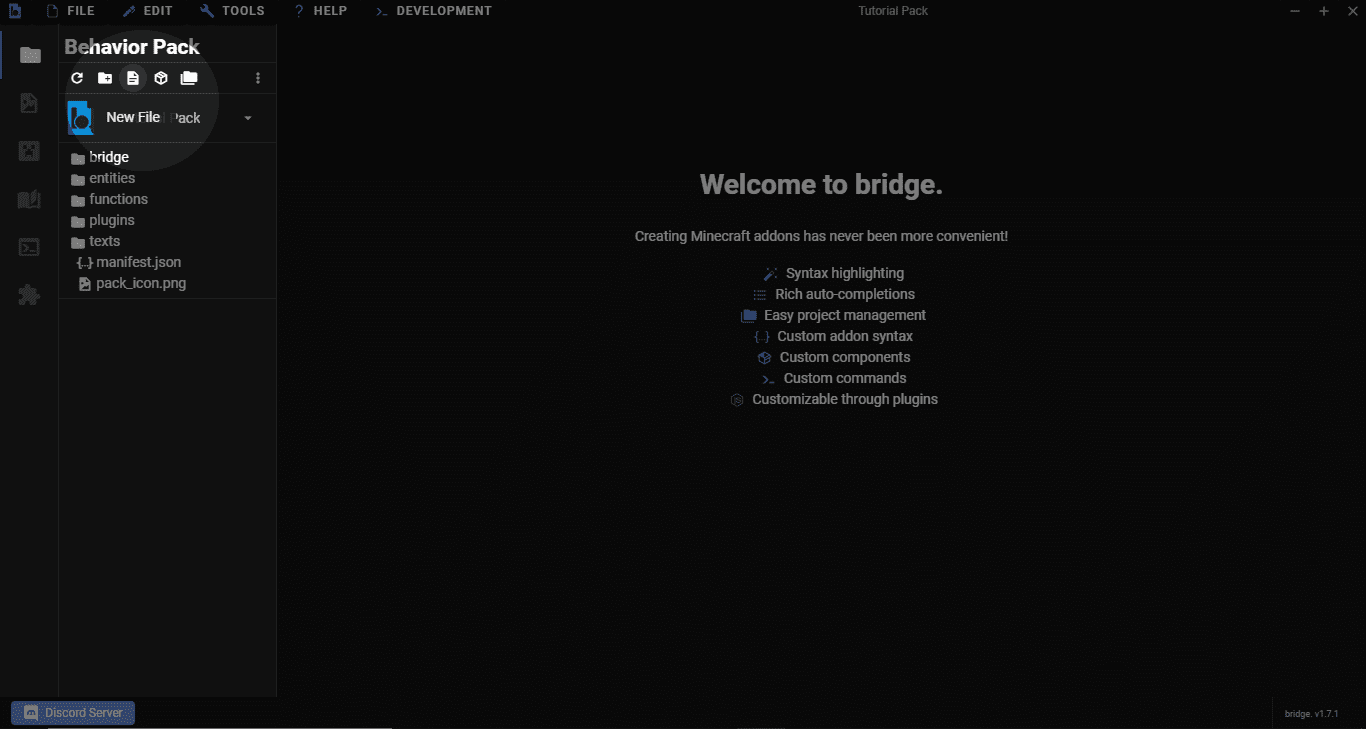 FILE EDIT TOOLS HELP DEVELOPMENT Tutorial Pack
Behavior Pack
New File Pack
bridge
entities
functions
plugins
texts
{..} manifest.json
pack_icon.png
Welcome to bridge.
Creating Minecraft addons has never been more convenient!
Syntax highlighting
Rich auto-completions
Easy project management
Custom addon syntax
Custom components
Custom commands
Customizable through plugins
Discord Server
bridge. v1.7.1